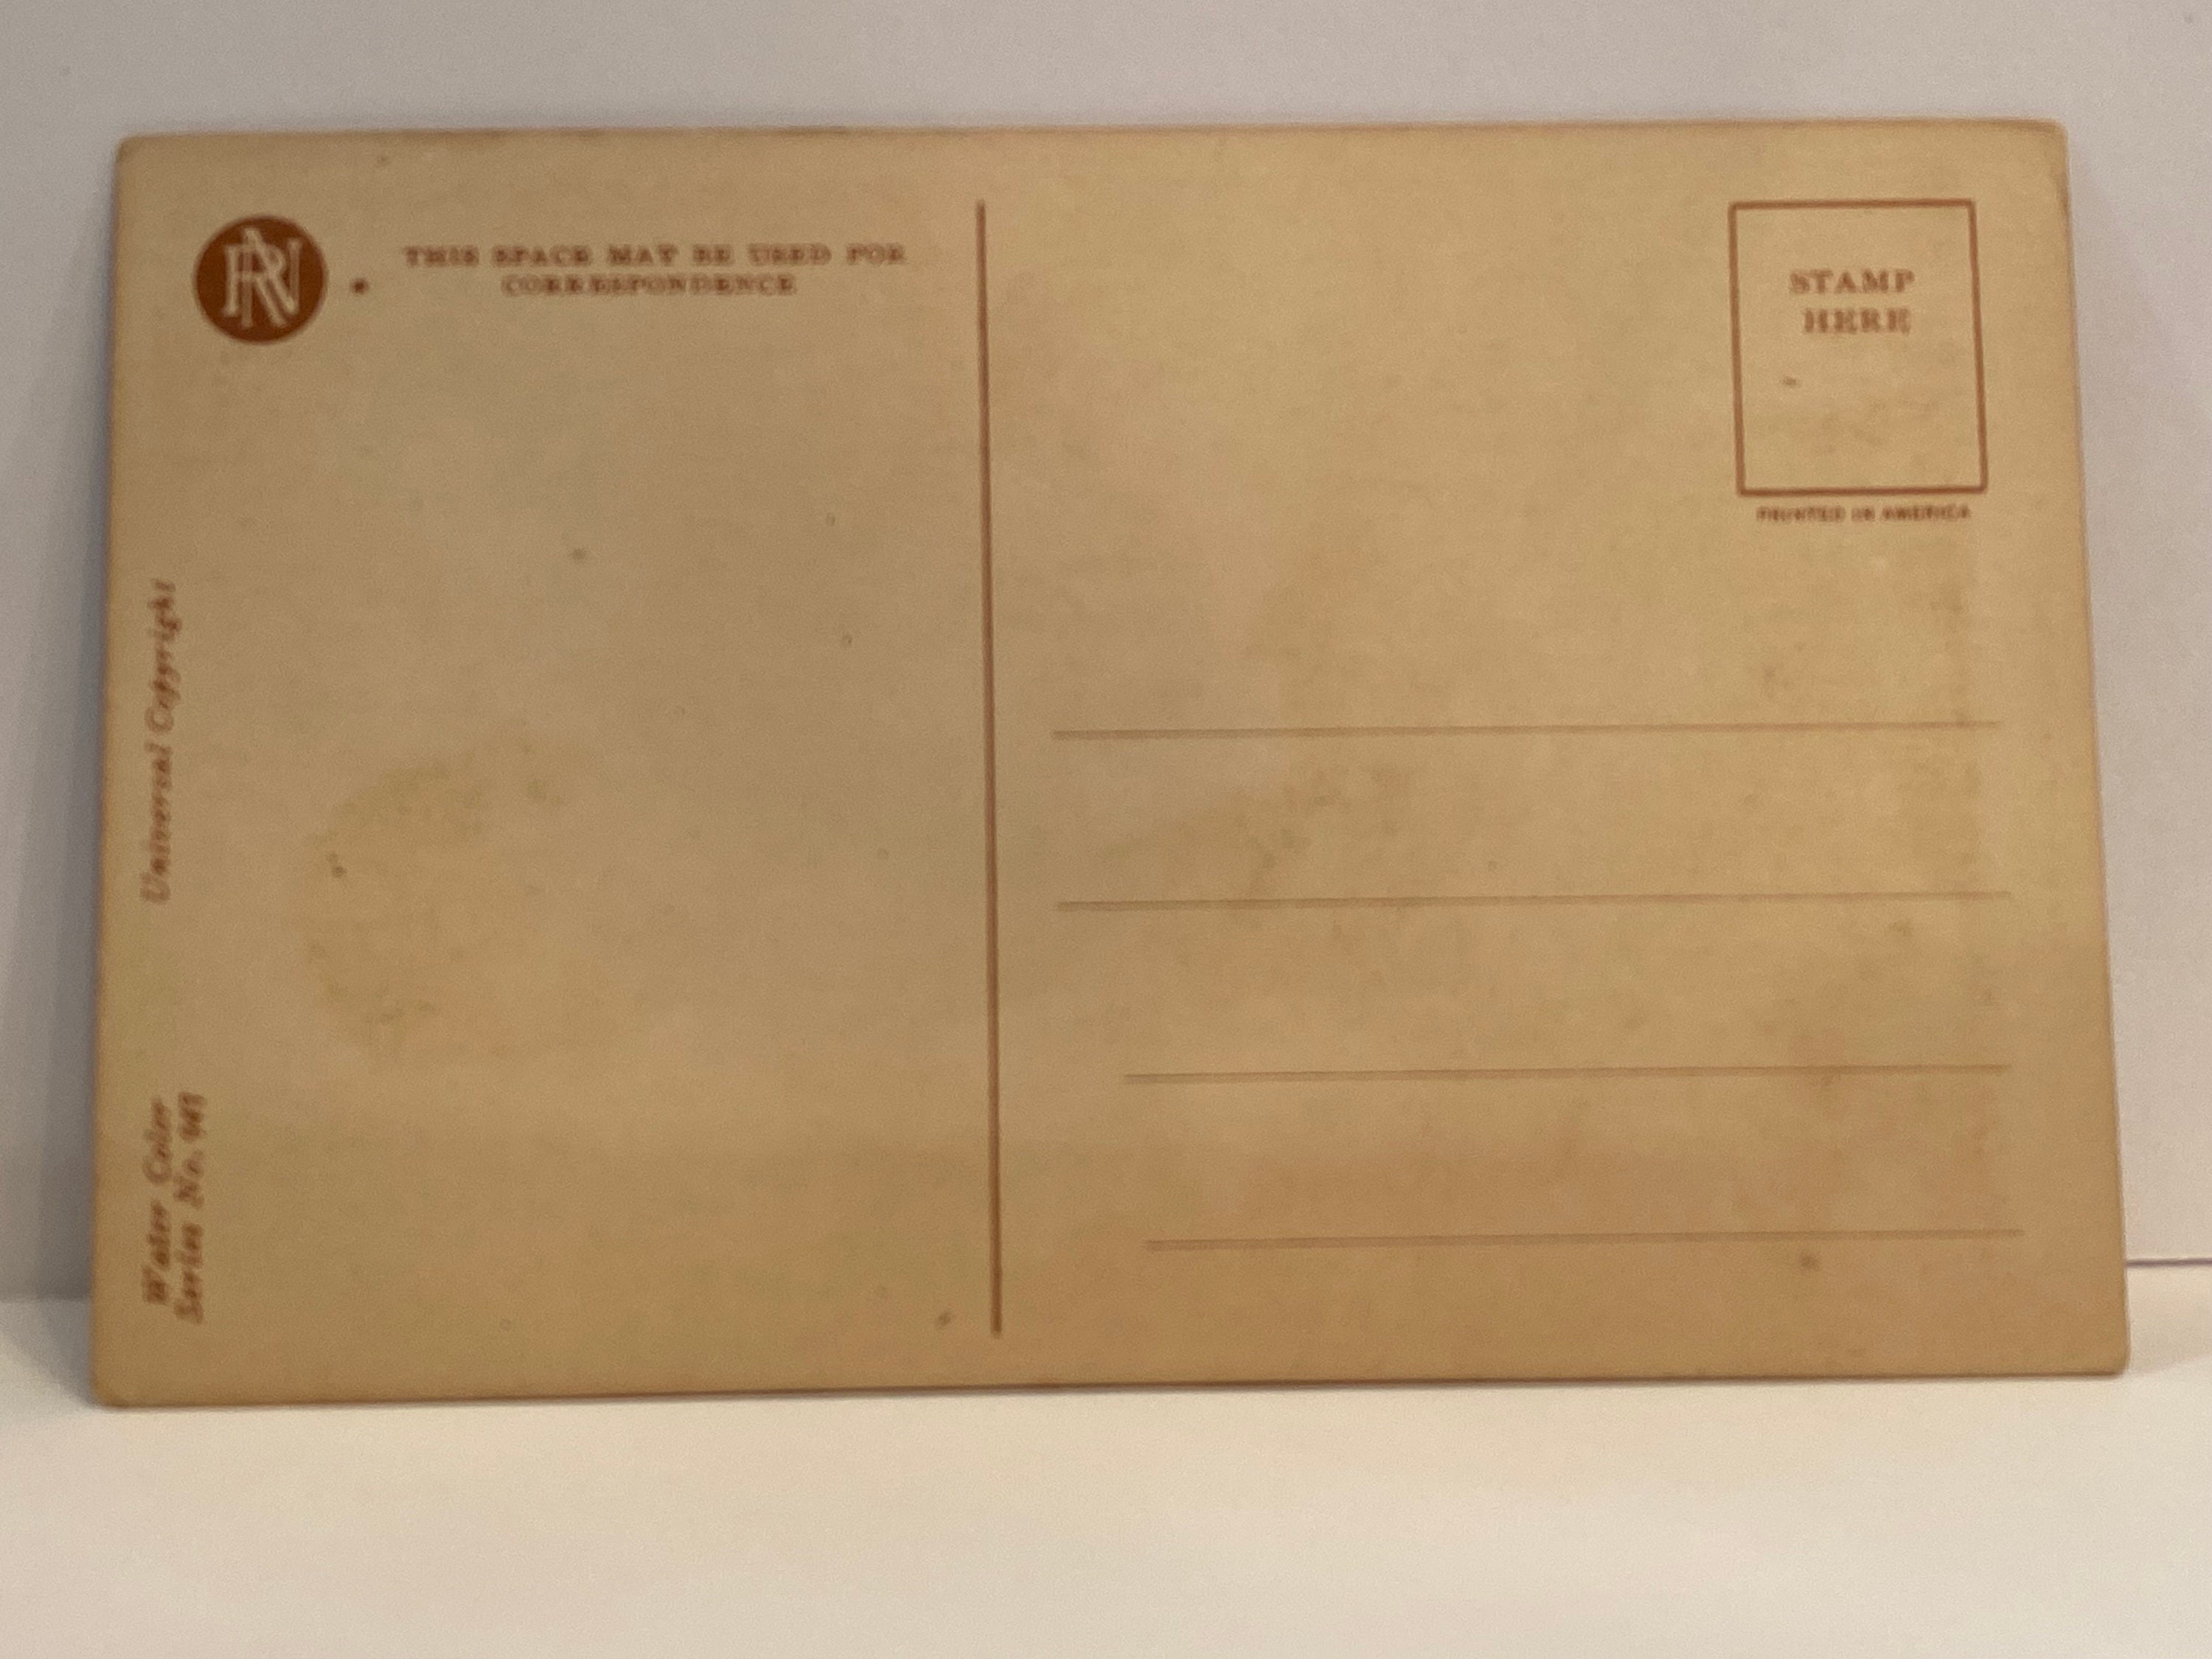 RN
THIS SPACE MAY BE USED FOR
CORRESPONDENCE
STAMP
HERE
PRINTED IN AMERICA
Universal Copyright
Water Color
Series No.